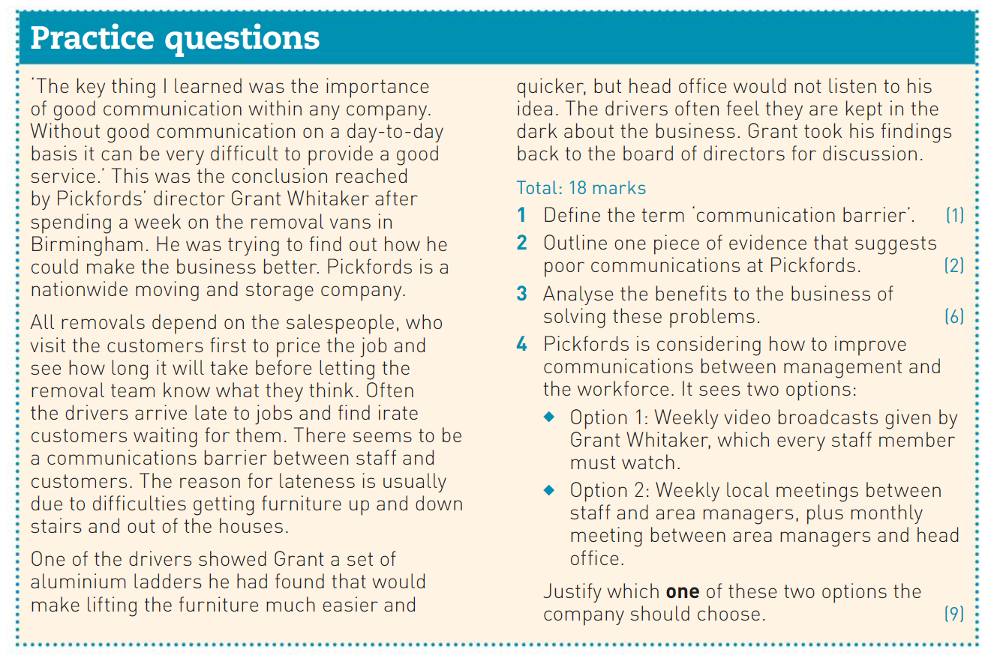 Practice questions
‘The key thing I learned was the importance
of good communication within any company.
Without good communication on a day-to-day
basis it can be very difficult to provide a good
service.’ This was the conclusion reached
by Pickfords’ director Grant Whitaker after
spending a week on the removal vans in
Birmingham. He was trying to find out how he
could make the business better. Pickfords is a
nationwide moving and storage company.
All removals depend on the salespeople, who
visit the customers first to price the job and
see how long it will take before letting the
removal team know what they think. Often
the drivers arrive late to jobs and find irate
customers waiting for them. There seems to be
a communications barrier between staff and
customers. The reason for lateness is usually
due to difficulties getting furniture up and down
stairs and out of the houses.
One of the drivers showed Grant a set of
aluminium ladders he had found that would
make lifting the furniture much easier and
quicker, but head office would not listen to his
idea. The drivers often feel they are kept in the
dark about the business. Grant took his findings
back to the board of directors for discussion.
Total: 18 marks
1 Define the term ‘communication barrier’. (1)
2 Outline one piece of evidence that suggests
poor communications at Pickfords. (2)
3 Analyse the benefits to the business of
solving these problems. (6)
4 Pickfords is considering how to improve
communications between management and
the workforce. It sees two options:
◆ Option 1: Weekly video broadcasts given by
Grant Whitaker, which every staff member
must watch.
◆ Option 2: Weekly local meetings between
staff and area managers, plus monthly
meeting between area managers and head
office.
Justify which one of these two options the
company should choose. (9)